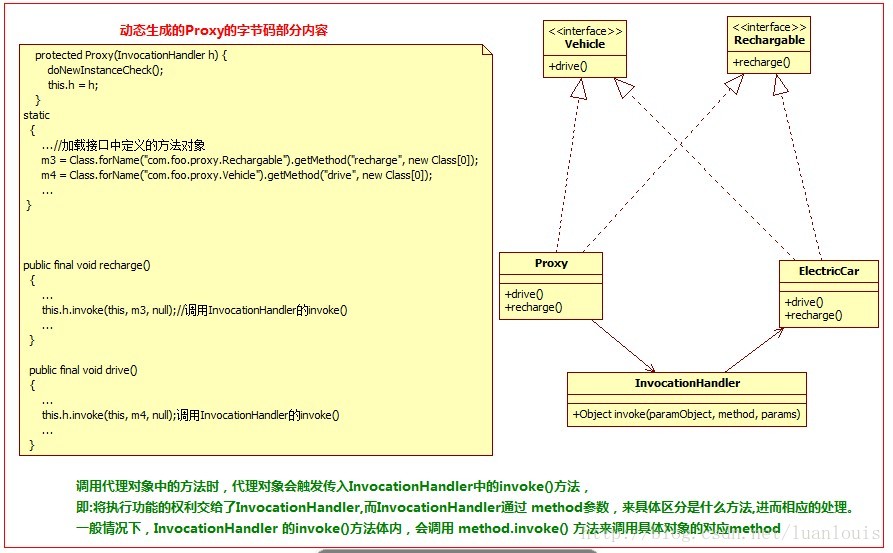 动态生成的Proxy的字节码部分内容
protected Proxy(InvocationHandler h) {
doNewInstanceCheck();
this.h = h;
}
static
{
...//加载接口中定义的方法对象
m3 = Class.forName("com.foo.proxy.Rechargable").getMethod("recharge", new Class[0]);
m4 = Class.forName("com.foo.proxy.Vehicle").getMethod("drive", new Class[0]);
...
}
public final void recharge()
{
...
this.h.invoke(this, m3, null);//调用InvocationHandler的invoke()
...
}
public final void drive()
{
...
this.h.invoke(this, m4, null);调用InvocationHandler的invoke()
...
}
<<interface>>
Vehicle
+drive()
<<interface>>
Rechargable
+recharge()
Proxy
+drive()
+recharge()
ElectricCar
+drive()
+recharge()
InvocationHandler
+Object invoke(paramObject, method, params)
调用代理对象中的方法时，代理对象会触发传入InvocationHandler中的invoke()方法，
即:将执行功能的权利交给了InvocationHandler,而InvocationHandler通过 method参数，来具体区分是什么方法,进而相应的处理。
一般情况下，InvocationHandler 的invoke()方法体内，会调用 method.invoke() 方法来调用具体对象的对应method
http://blog.csdn.net/luanlouis